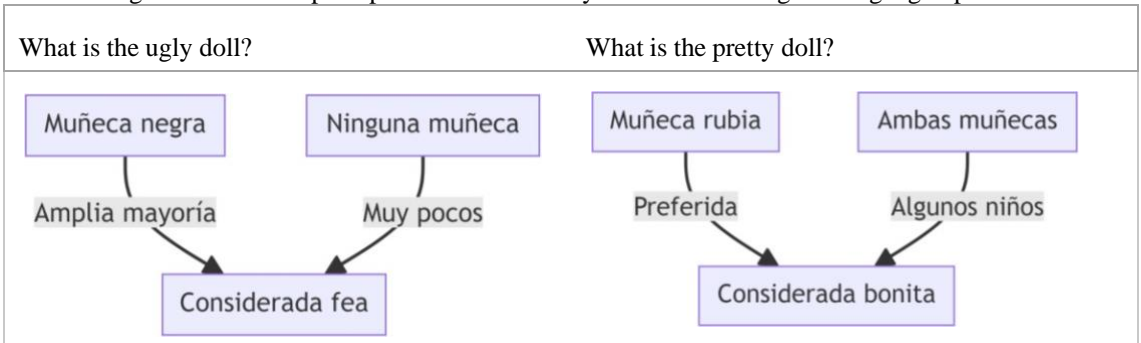 What is the ugly doll?
What is the pretty doll?
Muñeca negra
Ninguna muñeca
Amplia mayoría
Muy pocos
Considerada fea
Muñeca rubia
Ambas muñecas
Preferida
Algunos niños
Considerada bonita